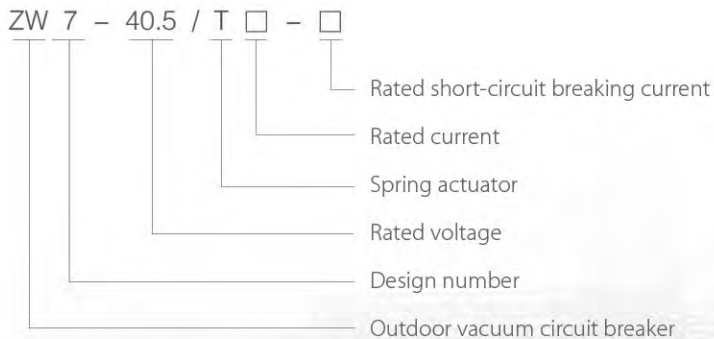 ZW 7 – 40.5 / T □ – □
Rated short-circuit breaking current
Rated current
Spring actuator
Rated voltage
Design number
Outdoor vacuum circuit breaker